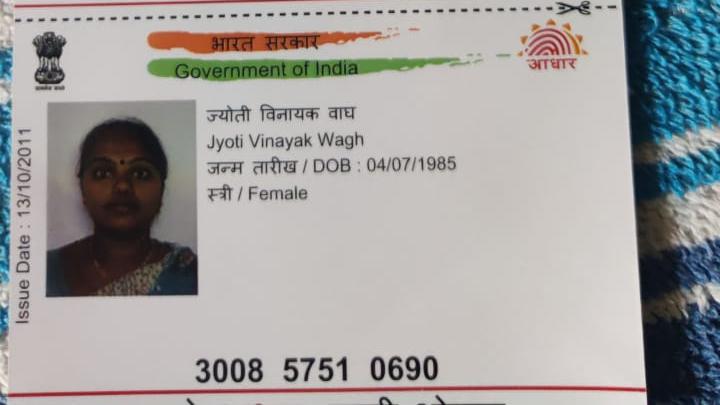 भारत सरकार
Government of India
आधार
Issue Date : 13/10/2011
ज्योती विनायक वाघ
Jyoti Vinayak Wagh
जन्म तारीख / DOB : 04/07/1985
स्त्री / Female
3008 5751 0690